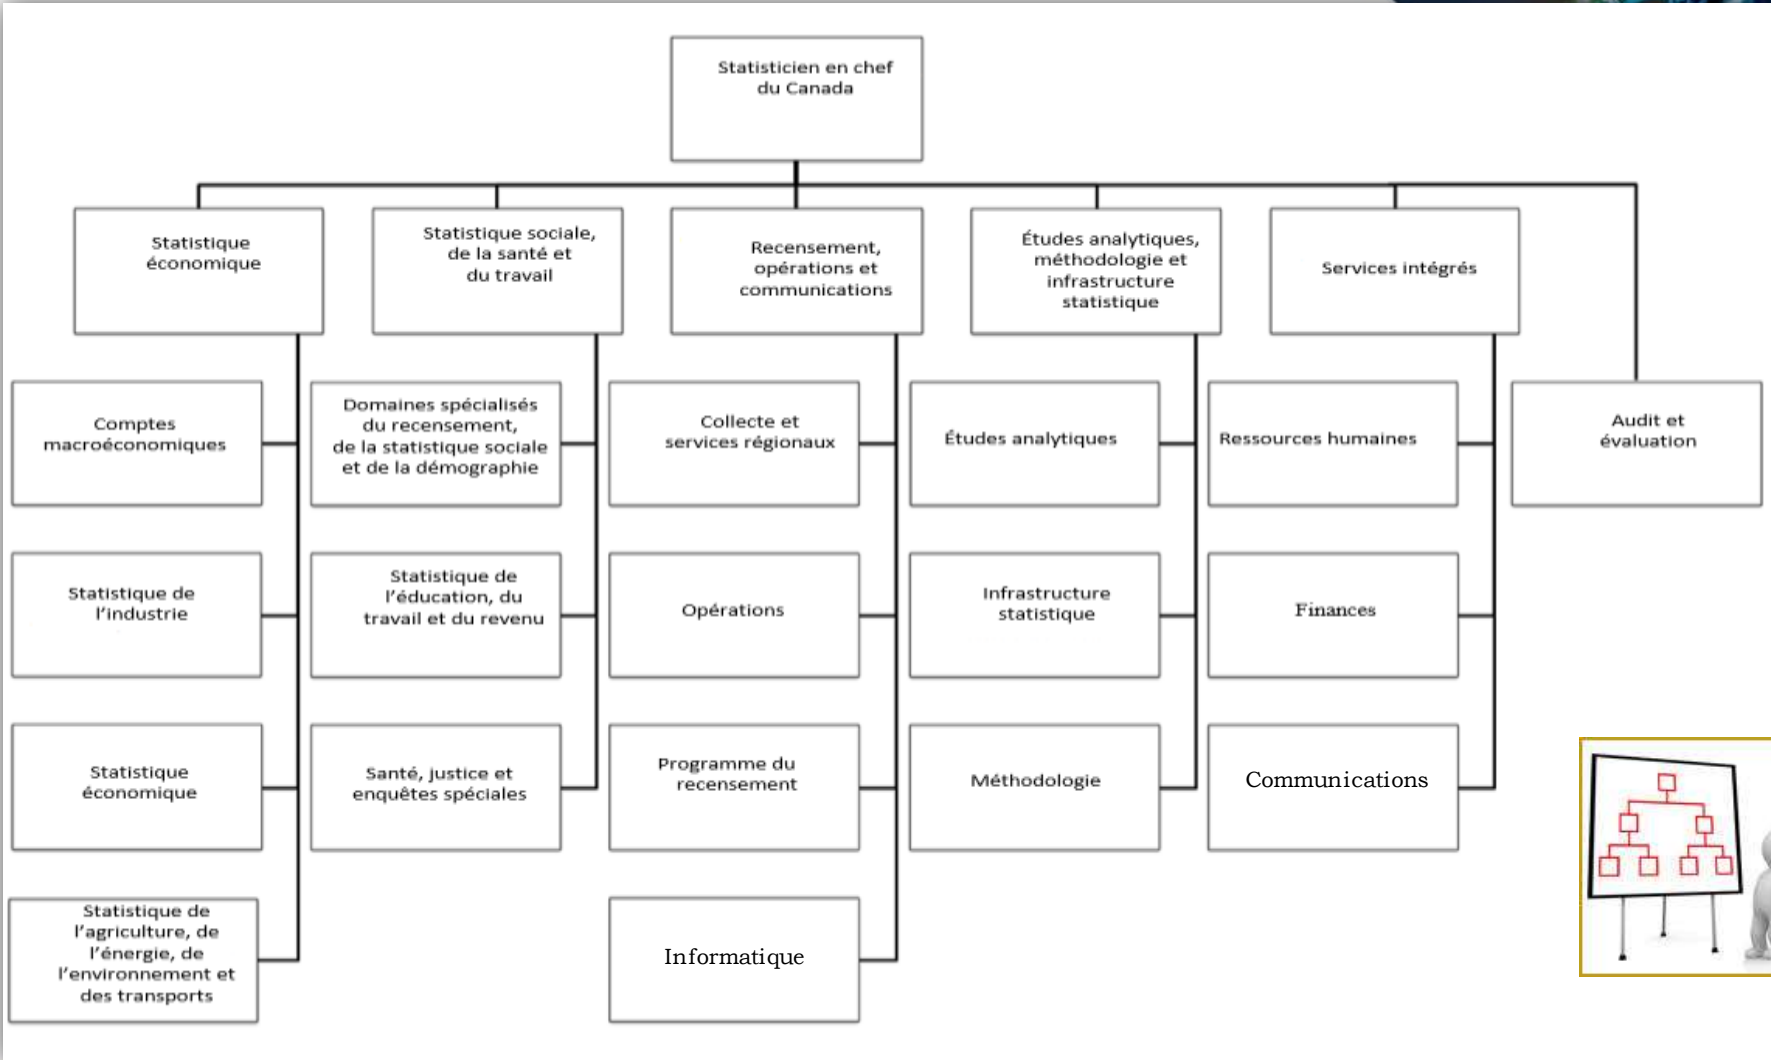 Statisticien en chef
du Canada
Statistique
économique
Statistique sociale,
de la santé et
du travail
Recensement,
opérations et
communications
Études analytiques,
méthodologie et
infrastructure
statistique
Services intégrés
Comptes
macroéconomiques
Domaines spécialisés
du recensement,
de la statistique sociale
et de la démographie
Collecte et
services régionaux
Études analytiques
Ressources humaines
Audit et
évaluation
Statistique de
l'industrie
Statistique de
l'éducation, du
travail et du revenu
Opérations
Infrastructure
statistique
Finances
Statistique
économique
Santé, justice et
enquêtes spéciales
Programme du
recensement
Méthodologie
Communications
Statistique de
l'agriculture, de
l'énergie, de
l'environnement et
des transports
Informatique